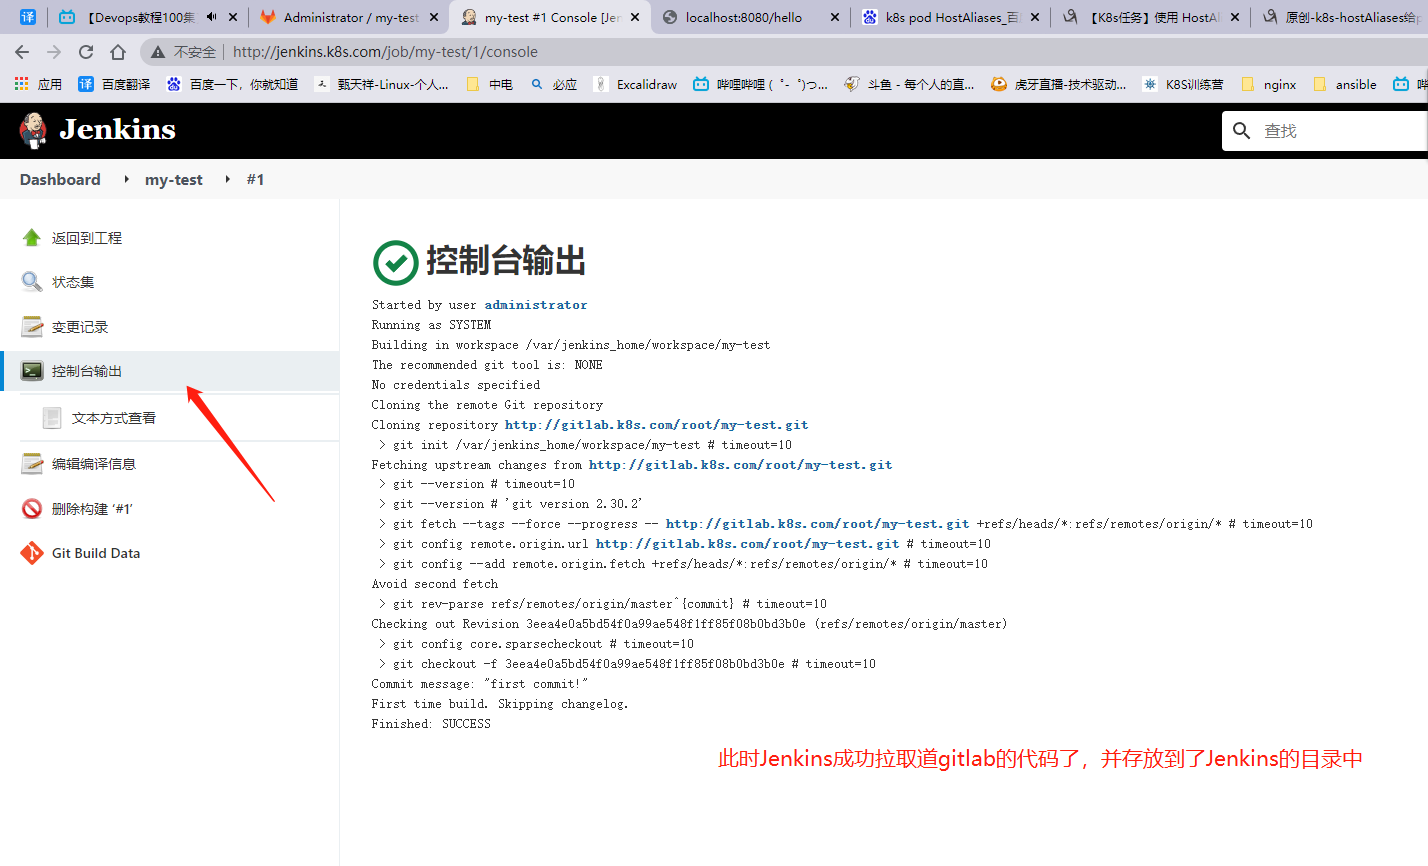 【Devops教程100集
Administrator / my-test
my-test #1 Console [Jen
localhost:8080/hello
k8s pod HostAliases_百
【K8s任务】使用 HostAl
原创-k8s-hostAliases给p
不安全
http://jenkins.k8s.com/job/my-test/1/console
应用
译
百度翻译
百度一下，你就知道
甄天祥-Linux-个人...
中电
必应
Excalidraw
哔哩哔哩 (゜-゜)つ...
斗鱼 - 每个人的直...
虎牙直播-技术驱动...
K8S训练营
nginx
ansible
Jenkins
查找
Dashboard
my-test
#1
返回到工程
状态集
变更记录
控制台输出
文本方式查看
编辑编译信息
删除构建 ‘#1’
Git Build Data
控制台输出
Started by user administrator
Running as SYSTEM
Building in workspace /var/jenkins_home/workspace/my-test
The recommended git tool is: NONE
No credentials specified
Cloning the remote Git repository
Cloning repository http://gitlab.k8s.com/root/my-test.git
> git init /var/jenkins_home/workspace/my-test # timeout=10
Fetching upstream changes from http://gitlab.k8s.com/root/my-test.git
> git --version # timeout=10
> git --version # 'git version 2.30.2'
> git fetch --tags --force --progress -- http://gitlab.k8s.com/root/my-test.git +refs/heads/*:refs/remotes/origin/* # timeout=10
> git config remote.origin.url http://gitlab.k8s.com/root/my-test.git # timeout=10
> git config --add remote.origin.fetch +refs/heads/*:refs/remotes/origin/* # timeout=10
Avoid second fetch
> git rev-parse refs/remotes/origin/master^{commit} # timeout=10
Checking out Revision 3eea4e0a5bd54f0a99ae548f1ff85f08b0bd3b0e (refs/remotes/origin/master)
> git config core.sparsecheckout # timeout=10
> git checkout -f 3eea4e0a5bd54f0a99ae548f1ff85f08b0bd3b0e # timeout=10
Commit message: "first commit!"
First time build. Skipping changelog.
Finished: SUCCESS
此时Jenkins成功拉取道gitlab的代码了，并存放到了Jenkins的目录中